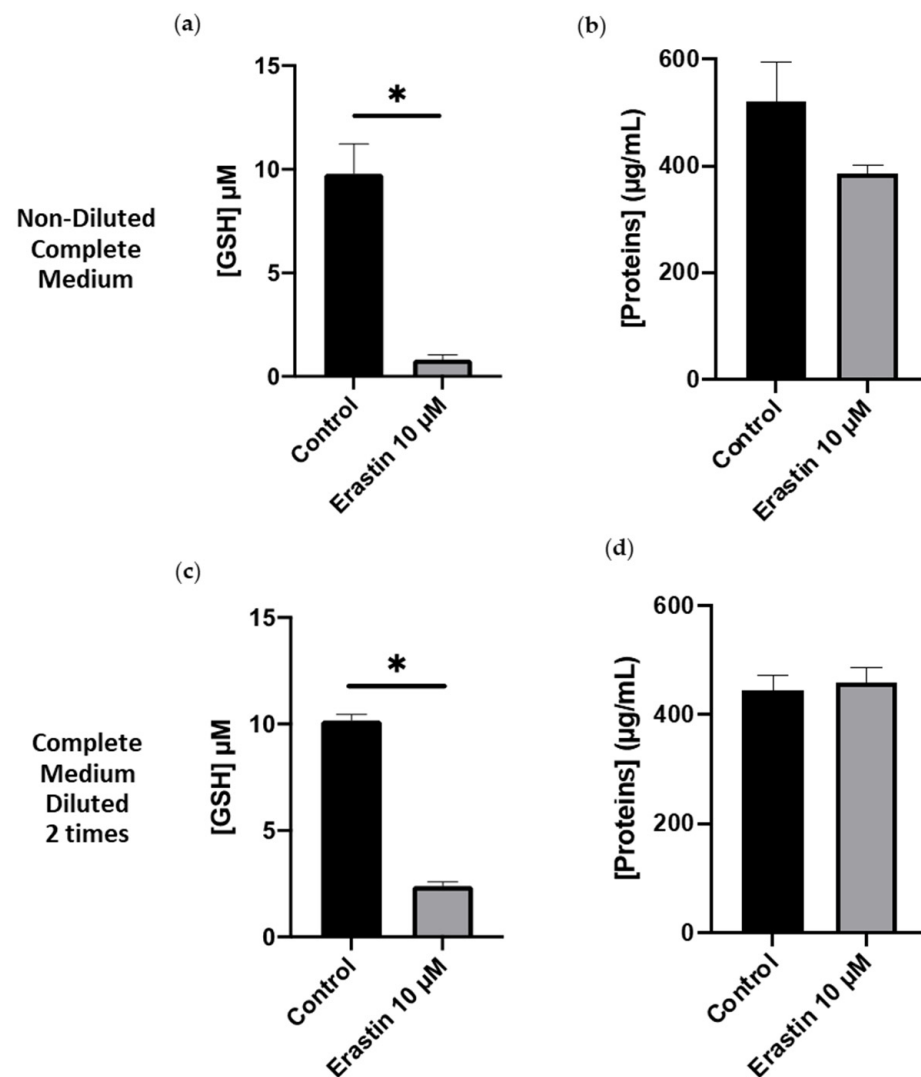 (a)
Non-Diluted
Complete
Medium
[GSH] µM
15
10
5
0
*
Control
Erastin 10 µM
(b)
[Proteins] (µg/mL)
600
400
200
0
Control
Erastin 10 µM
(c)
Complete
Medium
Diluted
2 times
[GSH] µM
15
10
5
0
*
Control
Erastin 10 µM
(d)
[Proteins] (µg/mL)
600
400
200
0
Control
Erastin 10 µM